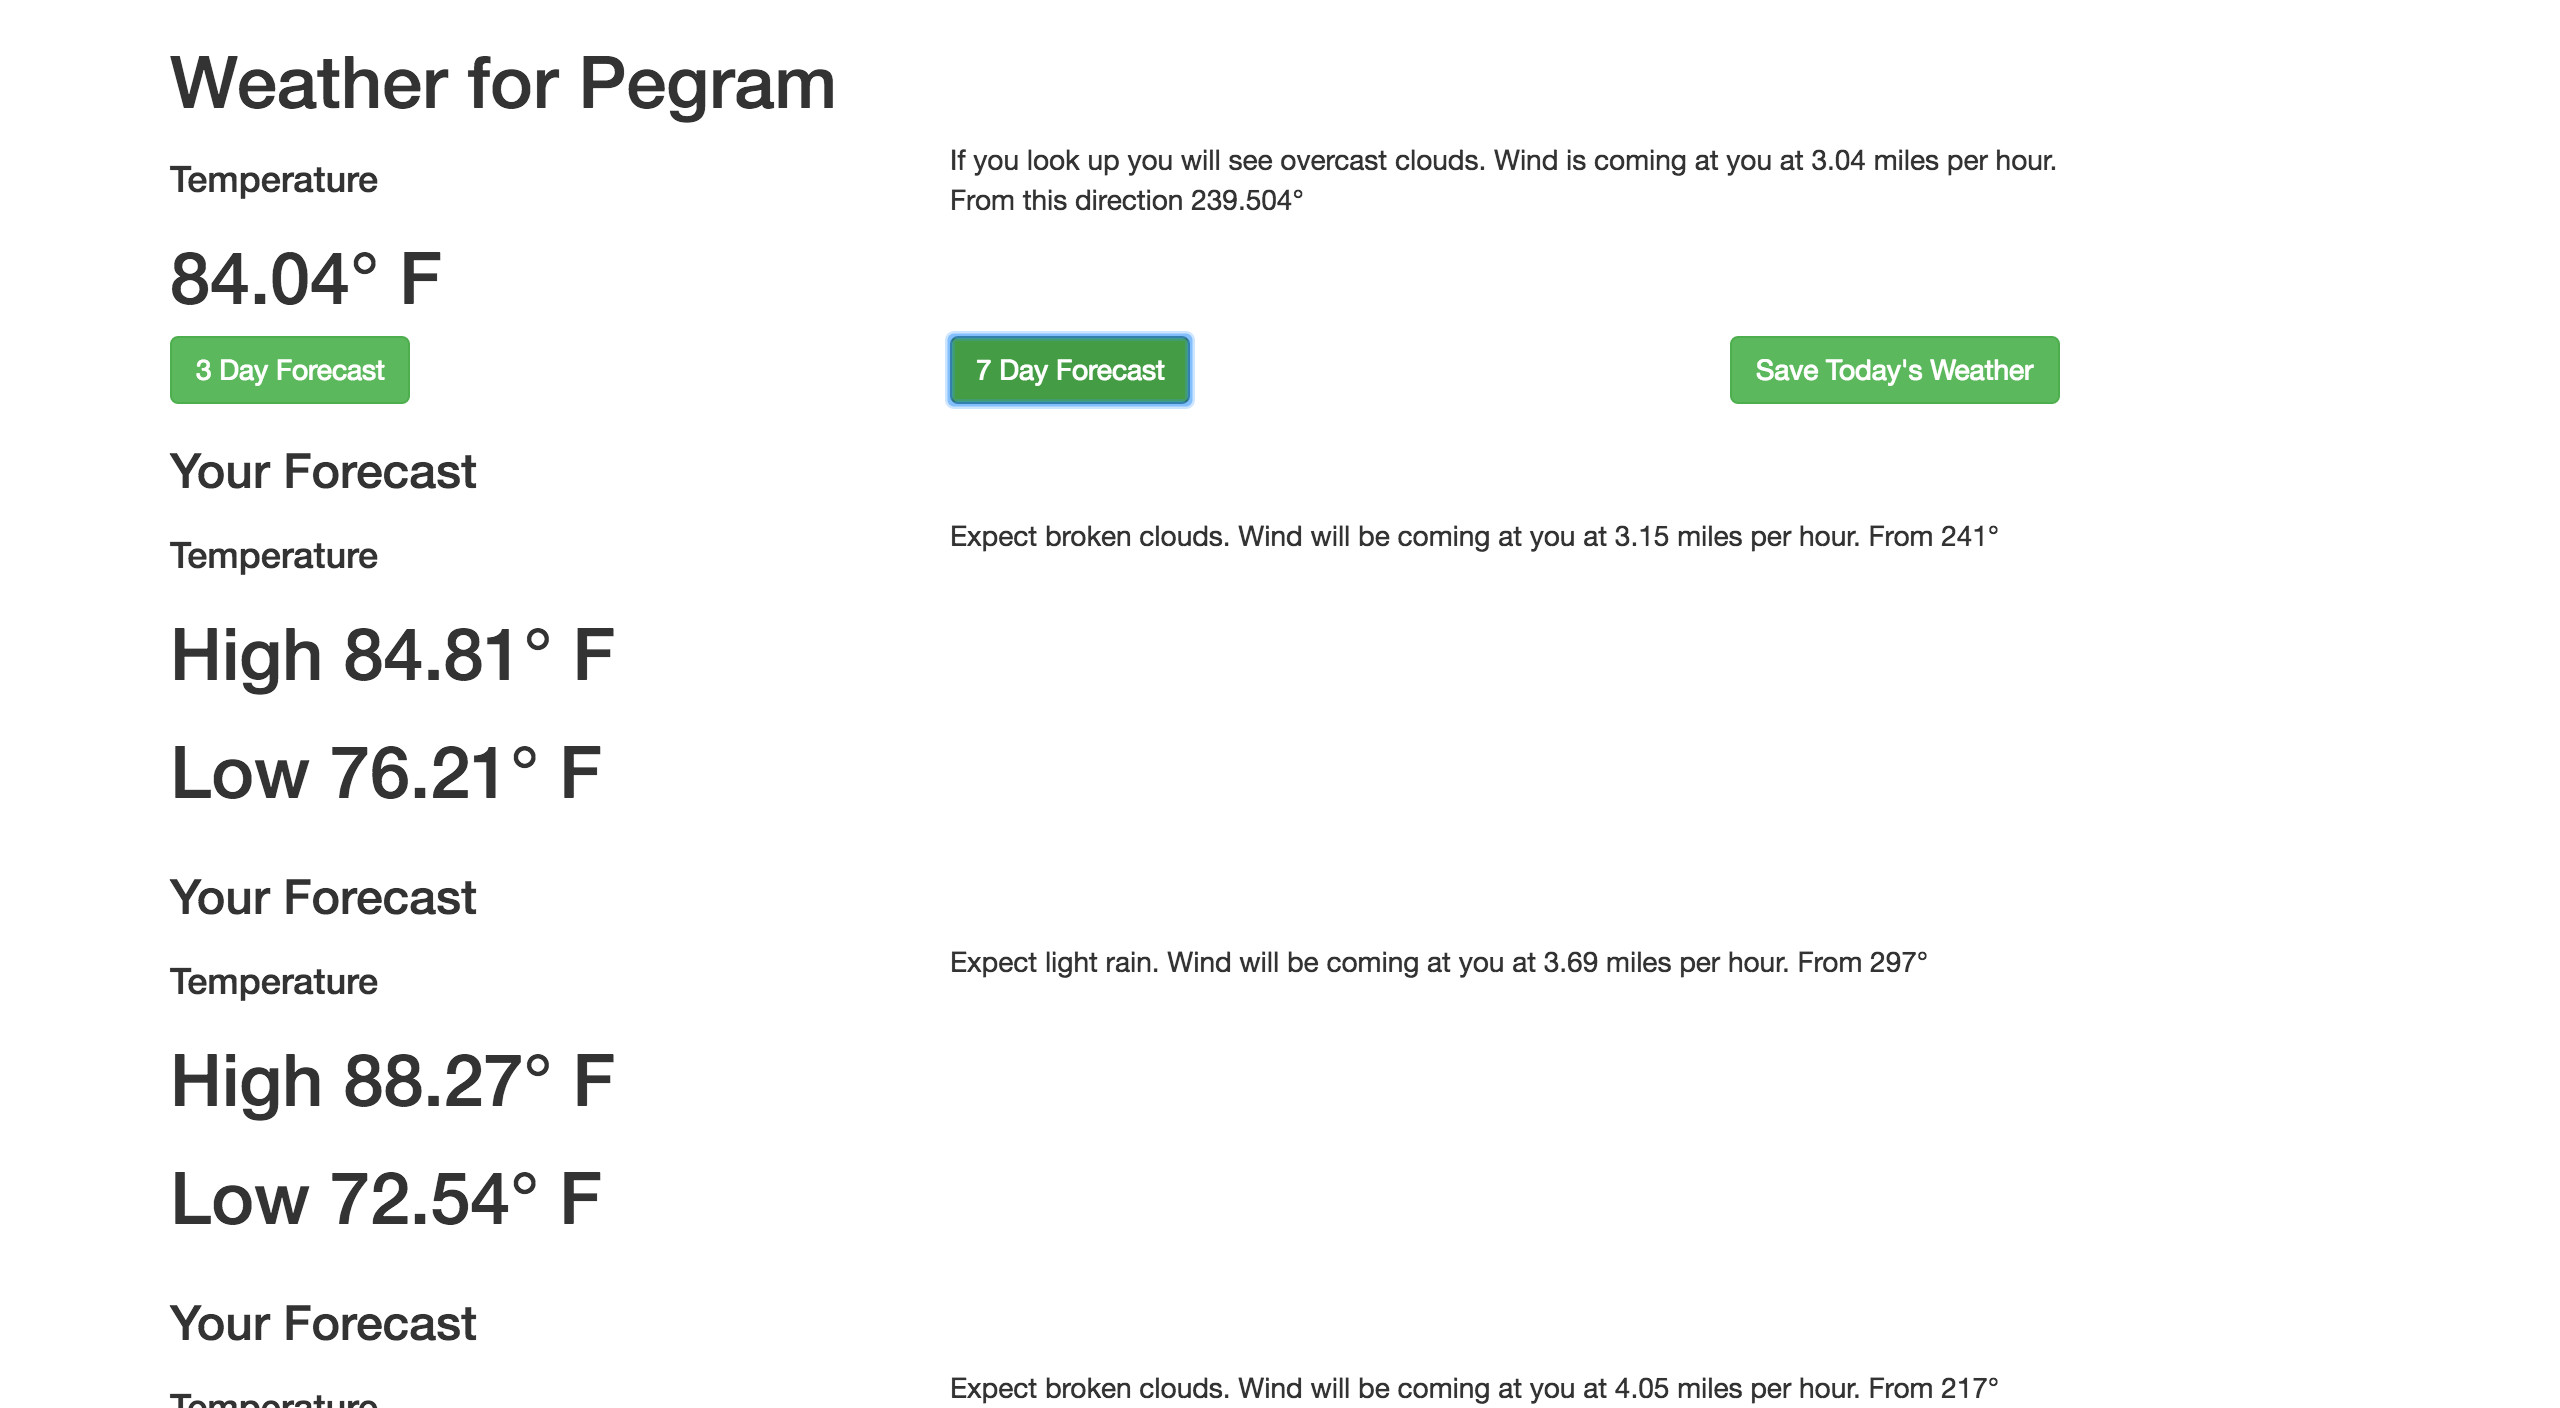 Weather for Pegram
Temperature
If you look up you will see overcast clouds. Wind is coming at you at 3.04 miles per hour.
From this direction 239.504°
84.04° F
3 Day Forecast
7 Day Forecast
Save Today's Weather
Your Forecast
Temperature
Expect broken clouds. Wind will be coming at you at 3.15 miles per hour. From 241°
High 84.81° F
Low 76.21° F
Your Forecast
Temperature
Expect light rain. Wind will be coming at you at 3.69 miles per hour. From 297°
High 88.27° F
Low 72.54° F
Your Forecast
Temperature
Expect broken clouds. Wind will be coming at you at 4.05 miles per hour. From 217°